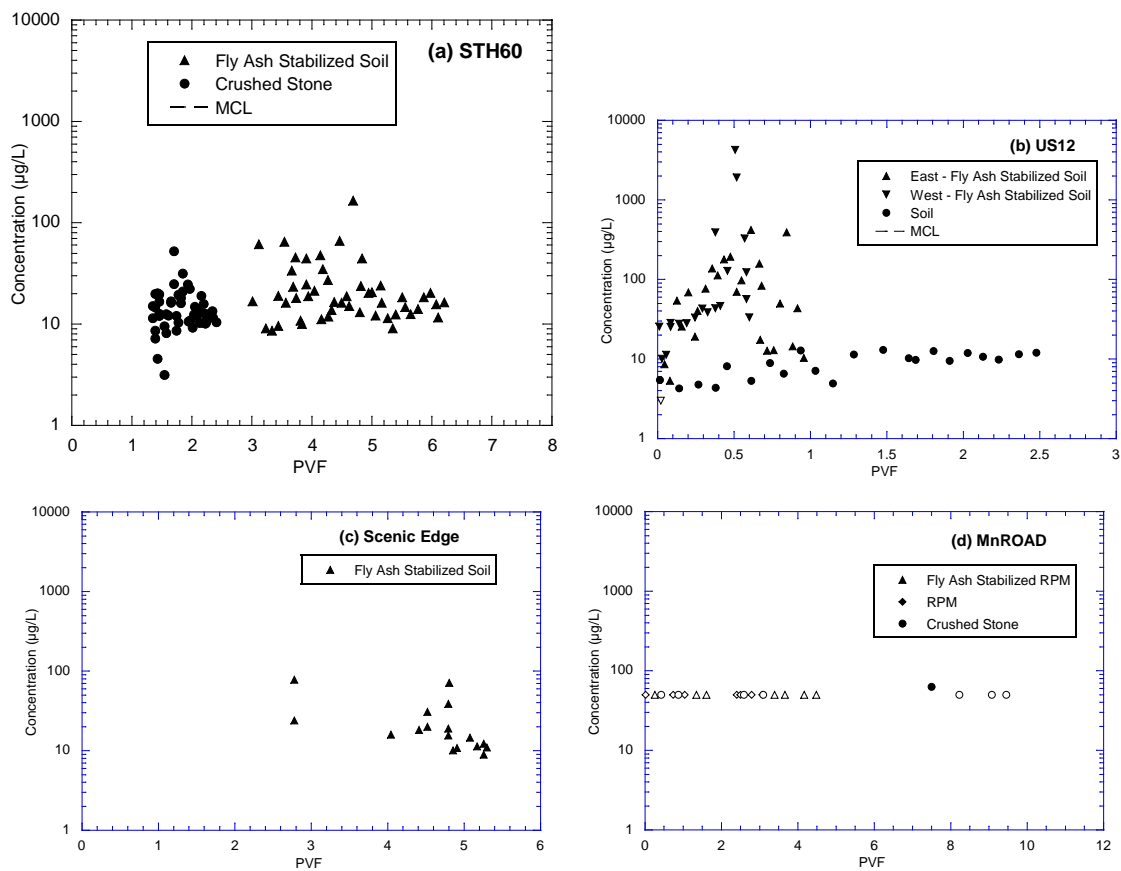 10000
1000
100
10
1
Concentration (µg/L)
(a) STH60
Fly Ash Stabilized Soil
Crushed Stone
MCL
0 1 2 3 4 5 6 7 8
PVF
10000
1000
100
10
1
Concentration (µg/L)
(b) US12
East - Fly Ash Stabilized Soil
West - Fly Ash Stabilized Soil
Soil
MCL
0 0.5 1 1.5 2 2.5 3
PVF
10000
1000
100
10
1
Concentration (µg/L)
(c) Scenic Edge
Fly Ash Stabilized Soil
0 1 2 3 4 5 6
PVF
10000
1000
100
10
1
Concentration (µg/L)
(d) MnROAD
Fly Ash Stabilized RPM
RPM
Crushed Stone
0 2 4 6 8 10 12
PVF